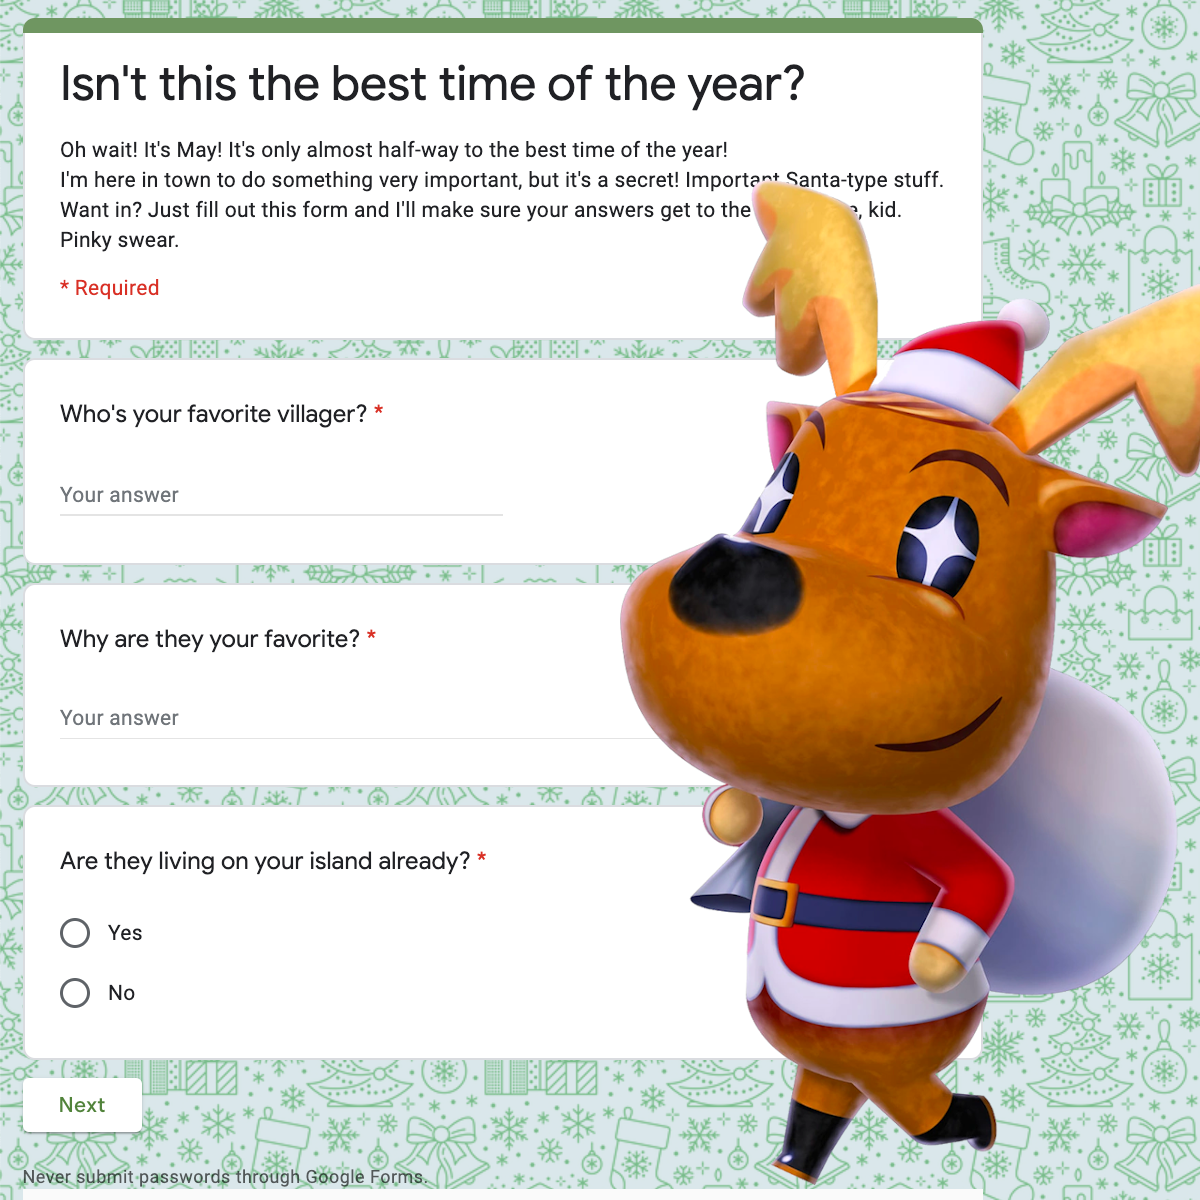 Isn't this the best time of the year?
Oh wait! It's May! It's only almost half-way to the best time of the year!
I'm here in town to do something very important, but it's a secret! Important Santa-type stuff.
Want in? Just fill out this form and I'll make sure your answers get to the , kid.
Pinky swear.
* Required
Who's your favorite villager? *
Your answer
Why are they your favorite? *
Your answer
Are they living on your island already? *
Yes
No
Next
Never submit passwords through Google Forms.